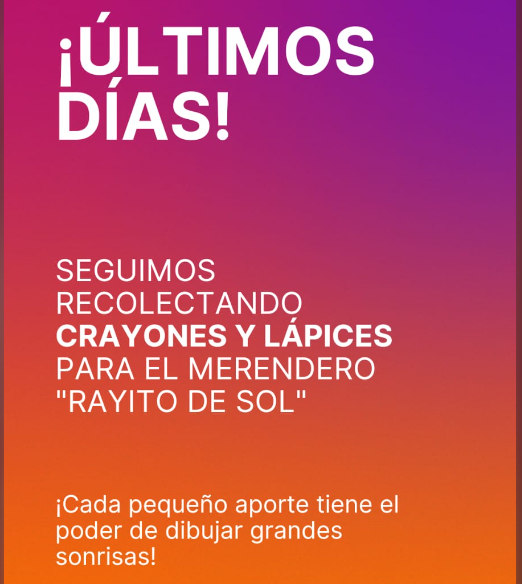 ¡ÚLTIMOS
DÍAS!
SEGUIMOS
RECOLECTANDO
CRAYONES Y LÁPICES
PARA EL MERENDERO
"RAYITO DE SOL"
¡Cada pequeño aporte tiene el
poder de dibujar grandes
sonrisas!